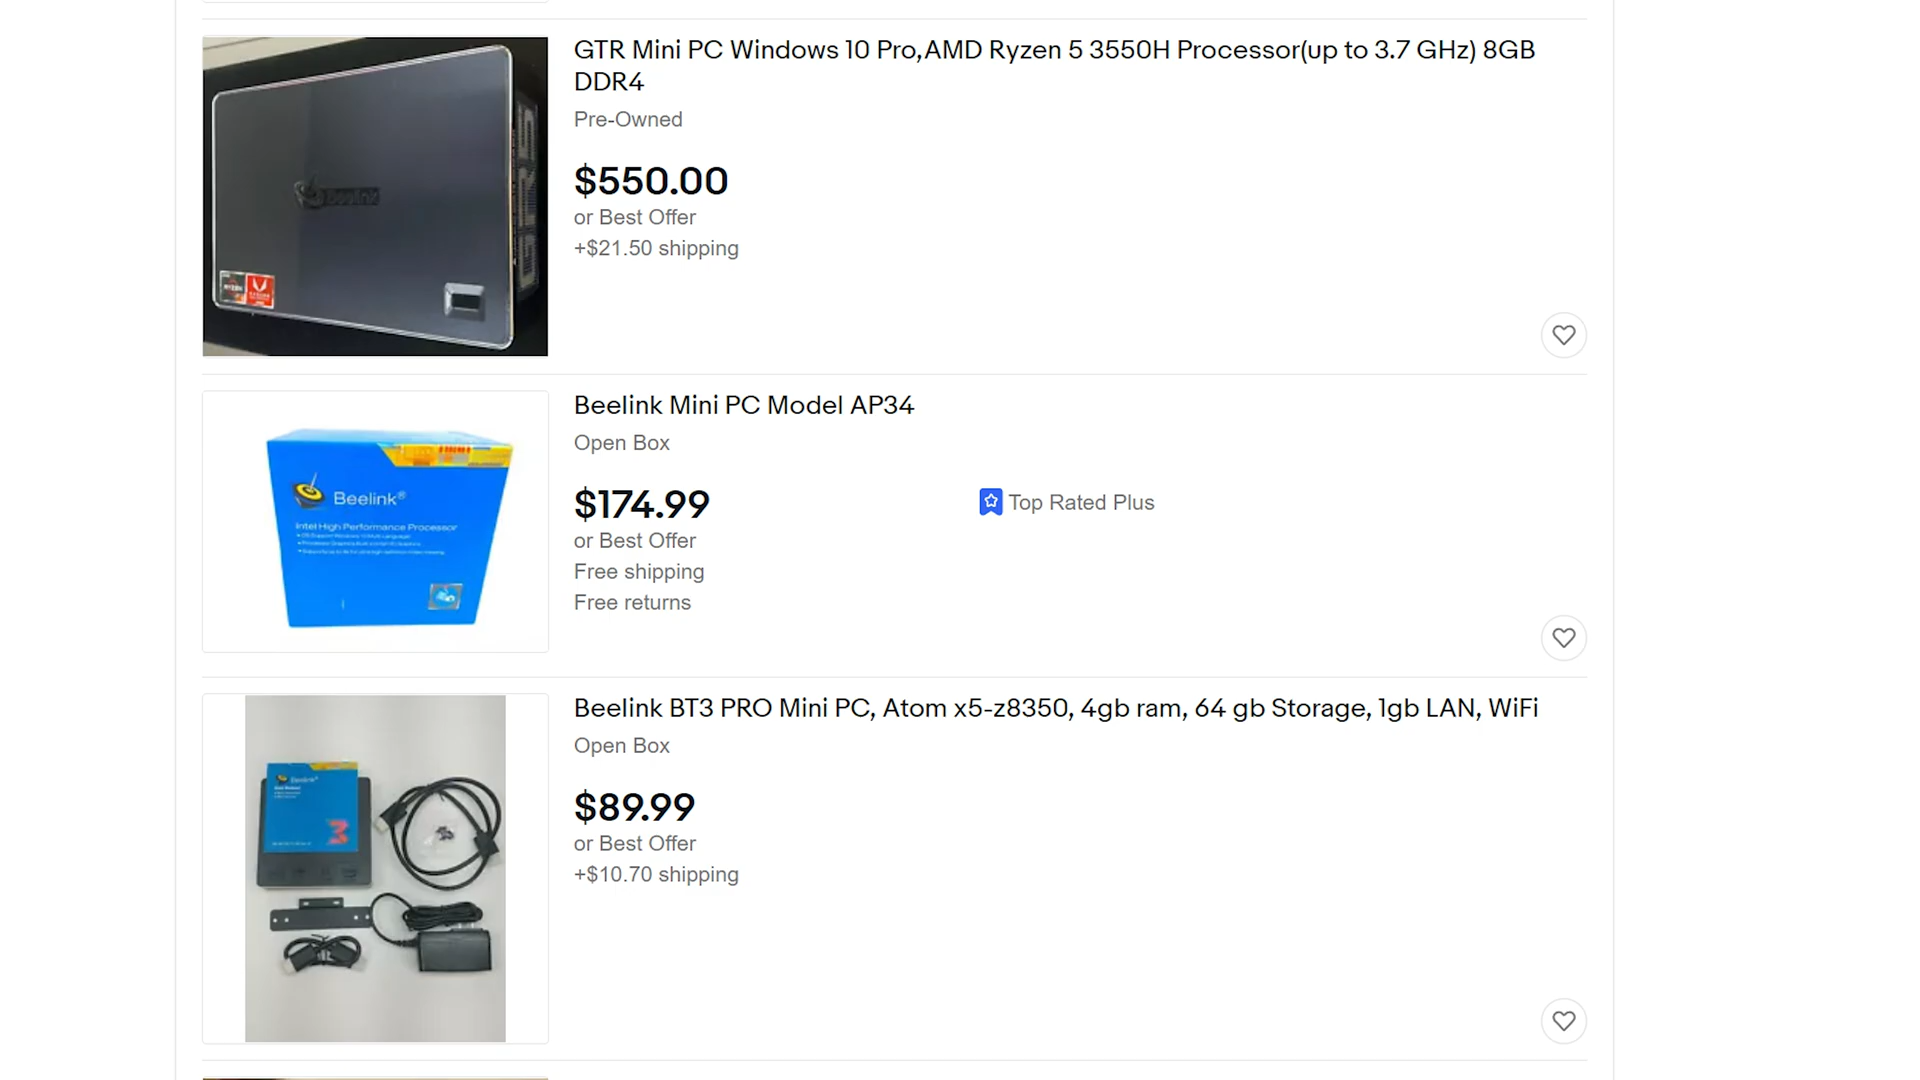 GTR Mini PC Windows 10 Pro,AMD Ryzen 5 3550H Processor(up to 3.7 GHz) 8GB
DDR4
Pre-Owned
$550.00
or Best Offer
+$21.50 shipping
Beelink
RYZEN
Beelink Mini PC Model AP34
Open Box
$174.99
or Best Offer
Free shipping
Free returns
Top Rated Plus
Beelink®
Intel High Performance Processor
Beelink BT3 PRO Mini PC, Atom x5-z8350, 4gb ram, 64 gb Storage, 1gb LAN, WiFi
Open Box
$89.99
or Best Offer
+$10.70 shipping
Beelink